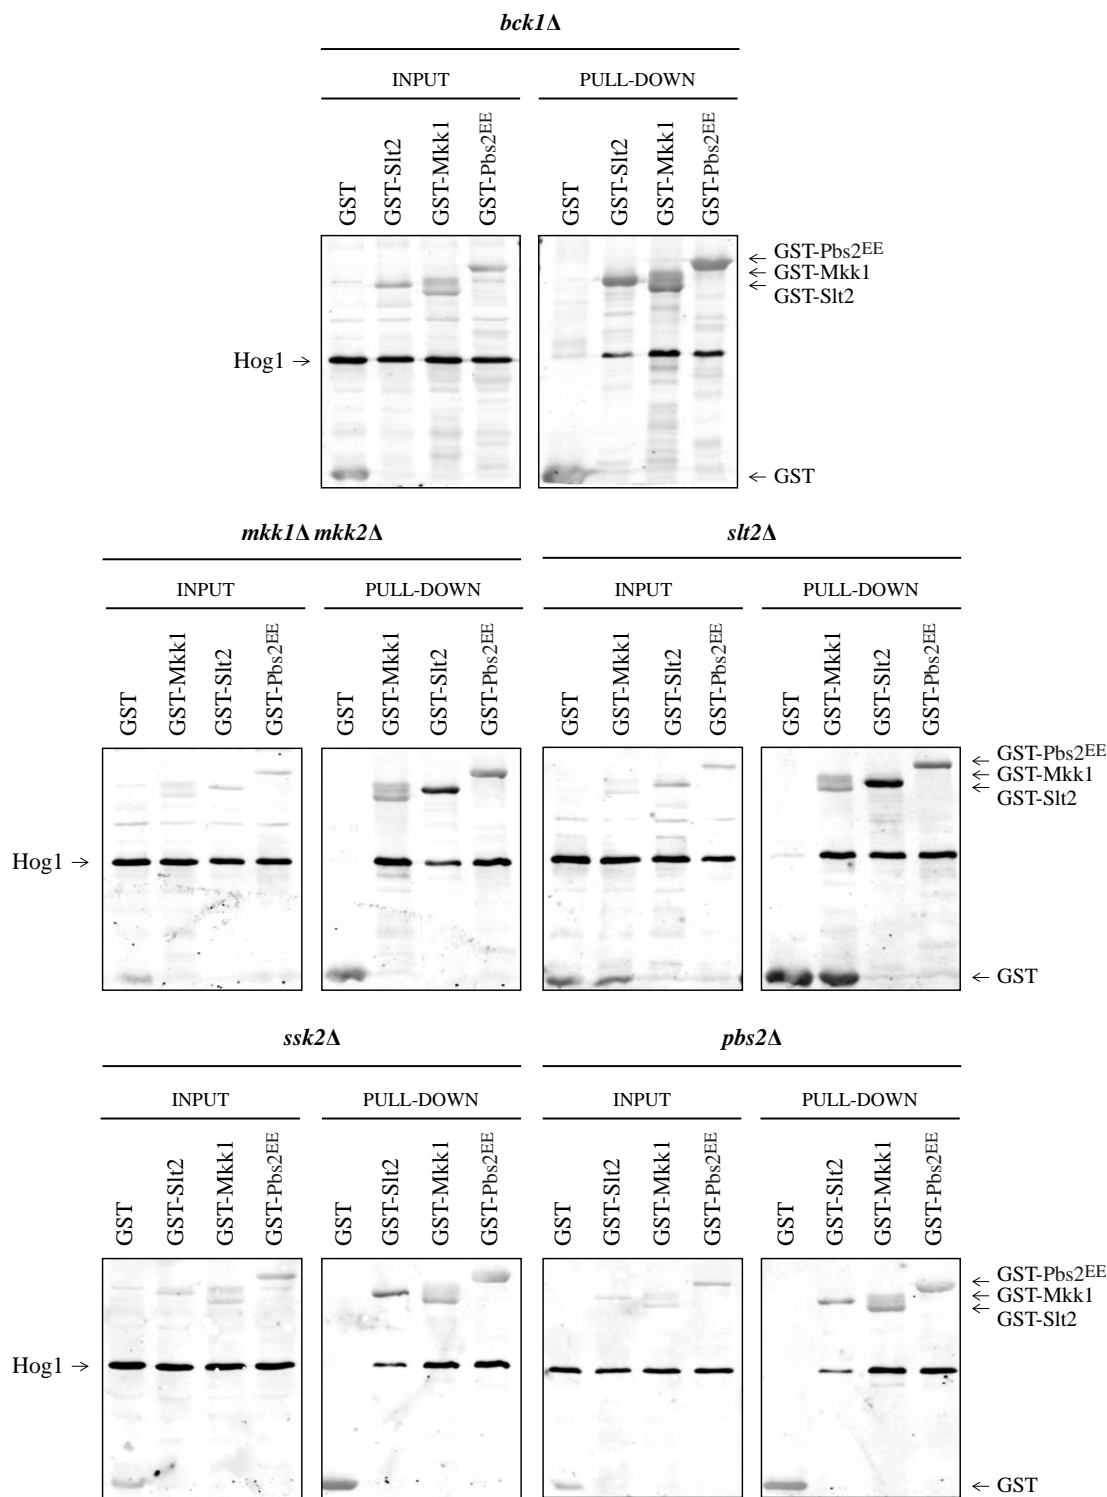 bck1Δ
INPUT PULL-DOWN
GST GST-Slt2 GST-Mkk1 GST-Pbs2EE GST GST-Slt2 GST-Mkk1 GST-Pbs2EE
← GST-Pbs2EE
← GST-Mkk1
← GST-Slt2
Hog1 →
← GST
mkk1Δ mkk2Δ slt2Δ
INPUT PULL-DOWN INPUT PULL-DOWN
GST GST-Mkk1 GST-Slt2 GST-Pbs2EE GST GST-Mkk1 GST-Slt2 GST-Pbs2EE GST GST-Mkk1 GST-Slt2 GST-Pbs2EE GST GST-Mkk1 GST-Slt2 GST-Pbs2EE
← GST-Pbs2EE
← GST-Mkk1
← GST-Slt2
Hog1 →
← GST
ssk2Δ pbs2Δ
INPUT PULL-DOWN INPUT PULL-DOWN
GST GST-Slt2 GST-Mkk1 GST-Pbs2EE GST GST-Slt2 GST-Mkk1 GST-Pbs2EE GST GST-Slt2 GST-Mkk1 GST-Pbs2EE GST GST-Slt2 GST-Mkk1 GST-Pbs2EE
← GST-Pbs2EE
← GST-Mkk1
← GST-Slt2
Hog1 →
← GST